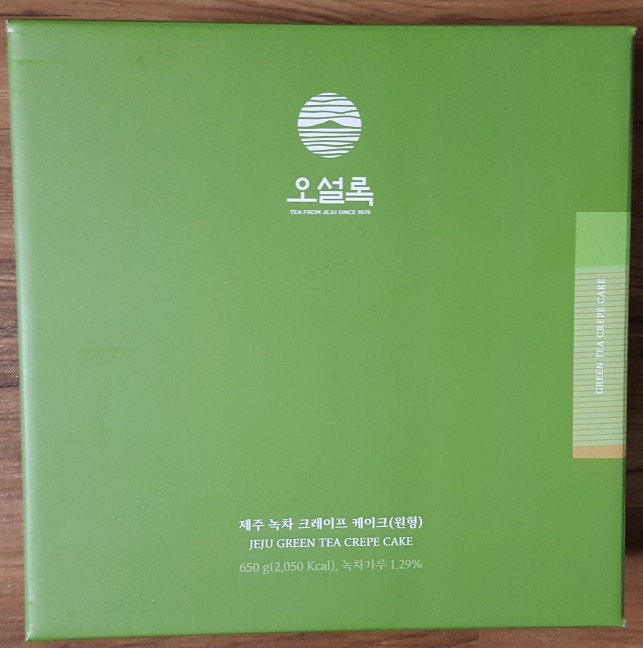 오설록
TEA FROM JEJU SINCE 1979
GREEN TEA CREPE CAKE
제주 녹차 크레이프 케이크(원형)
JEJU GREEN TEA CREPE CAKE
650 g(2,050 Kcal), 녹차가루 1.29%